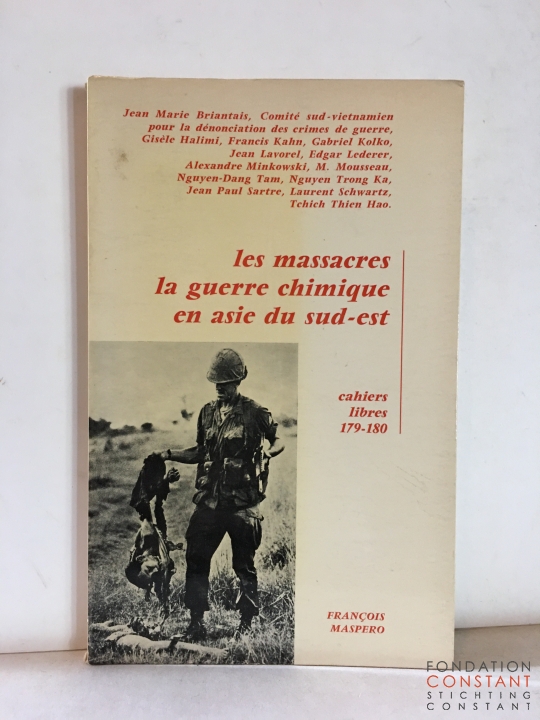 Jean Marie Briantais, Comité sud-vietnamien
pour la dénonciation des crimes de guerre,
Gisèle Halimi, Francis Kahn, Gabriel Kolko,
Jean Lavorel, Edgar Lederer,
Alexandre Minkowski, M. Mousseau,
Nguyen-Dang Tam, Nguyen Trong Ka,
Jean Paul Sartre, Laurent Schwartz,
Tchich Thien Hao.
les massacres
la guerre chimique
en asie du sud-est
cahiers
libres
179-180
FRANÇOIS
MASPERO
FONDATION
CONSTANT
STICHTING
CONSTANT